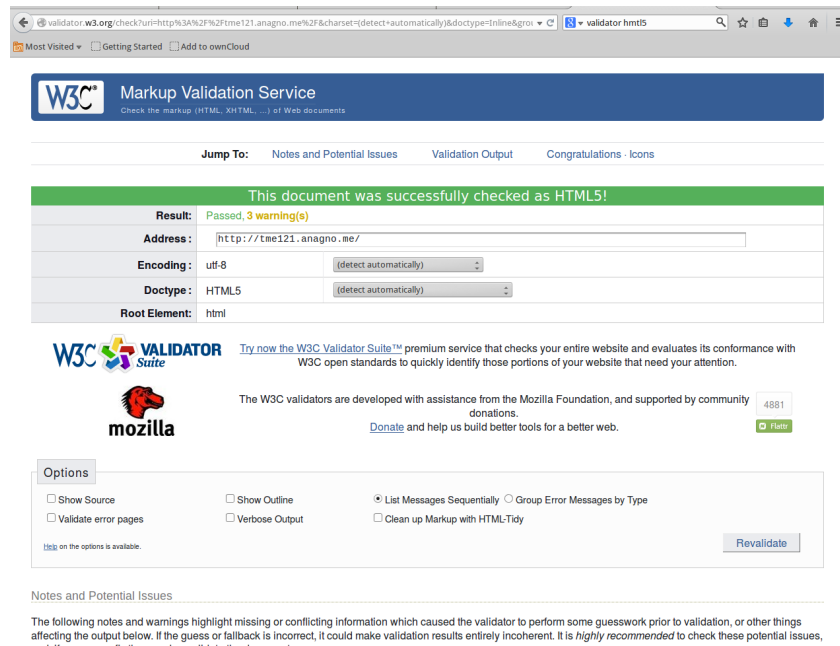 validator.w3.org/check?uri=http%3A%2F%2Ftme121.anagno.me%2F&charset=(detect+automatically)&doctype=Inline&grou
validator hmtl5
Most Visited Getting Started Add to ownCloud
W3C® Markup Validation Service
Check the markup (HTML, XHTML, ...) of Web documents
Jump To: Notes and Potential Issues Validation Output Congratulations · Icons
This document was successfully checked as HTML5!
Result: Passed, 3 warning(s)
Address : http://tme121.anagno.me/
Encoding : utf-8 (detect automatically)
Doctype : HTML5 (detect automatically)
Root Element: html
W3C VALIDATOR Suite
Try now the W3C Validator Suite™ premium service that checks your entire website and evaluates its conformance with
W3C open standards to quickly identify those portions of your website that need your attention.
mozilla
The W3C validators are developed with assistance from the Mozilla Foundation, and supported by community
donations.
Donate and help us build better tools for a better web.
4881
Flattr
Options
Show Source Show Outline List Messages Sequentially Group Error Messages by Type
Validate error pages Verbose Output Clean up Markup with HTML-Tidy
Help on the options is available.
Revalidate
Notes and Potential Issues
The following notes and warnings highlight missing or conflicting information which caused the validator to perform some guesswork prior to validation, or other things
affecting the output below. If the guess or fallback is incorrect, it could make validation results entirely incoherent. It is highly recommended to check these potential issues,